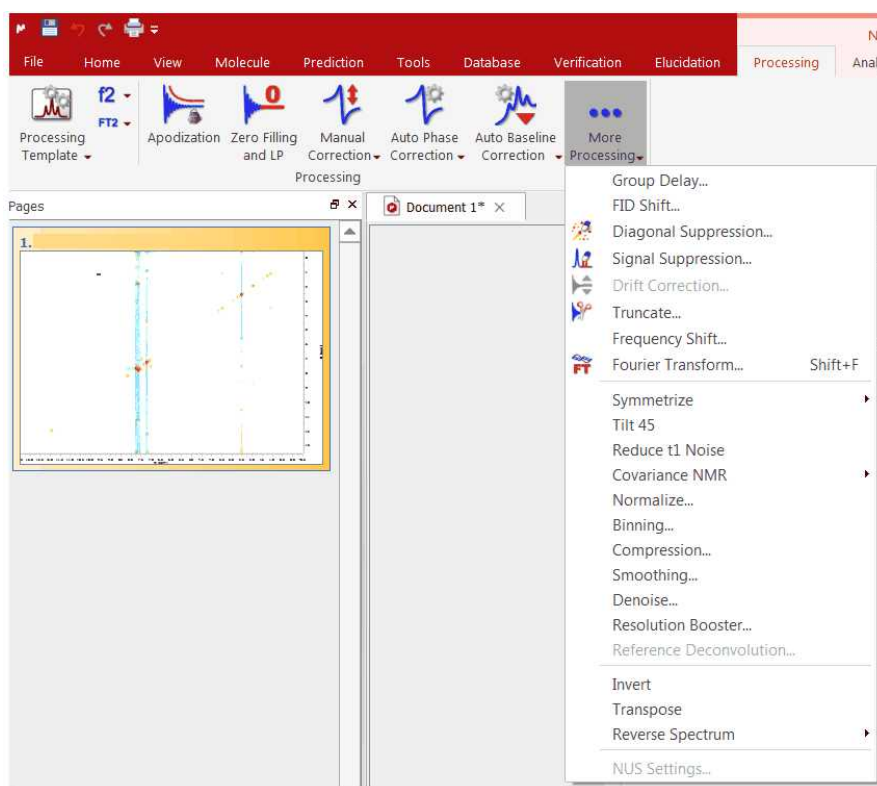 N
File Home View Molecule Prediction Tools Database Verification Elucidation Processing Anal
f2
FT2
Processing Template
Apodization
Zero Filling and LP
Manual Correction
Auto Phase Correction
Auto Baseline Correction
More Processing
Processing
Pages
Document 1*
1.
Group Delay...
FID Shift...
Diagonal Suppression...
Signal Suppression...
Drift Correction...
Truncate...
Frequency Shift...
FT Fourier Transform... Shift+F
Symmetrize
Tilt 45
Reduce t1 Noise
Covariance NMR
Normalize...
Binning...
Compression...
Smoothing...
Denoise...
Resolution Booster...
Reference Deconvolution...
Invert
Transpose
Reverse Spectrum
NUS Settings...